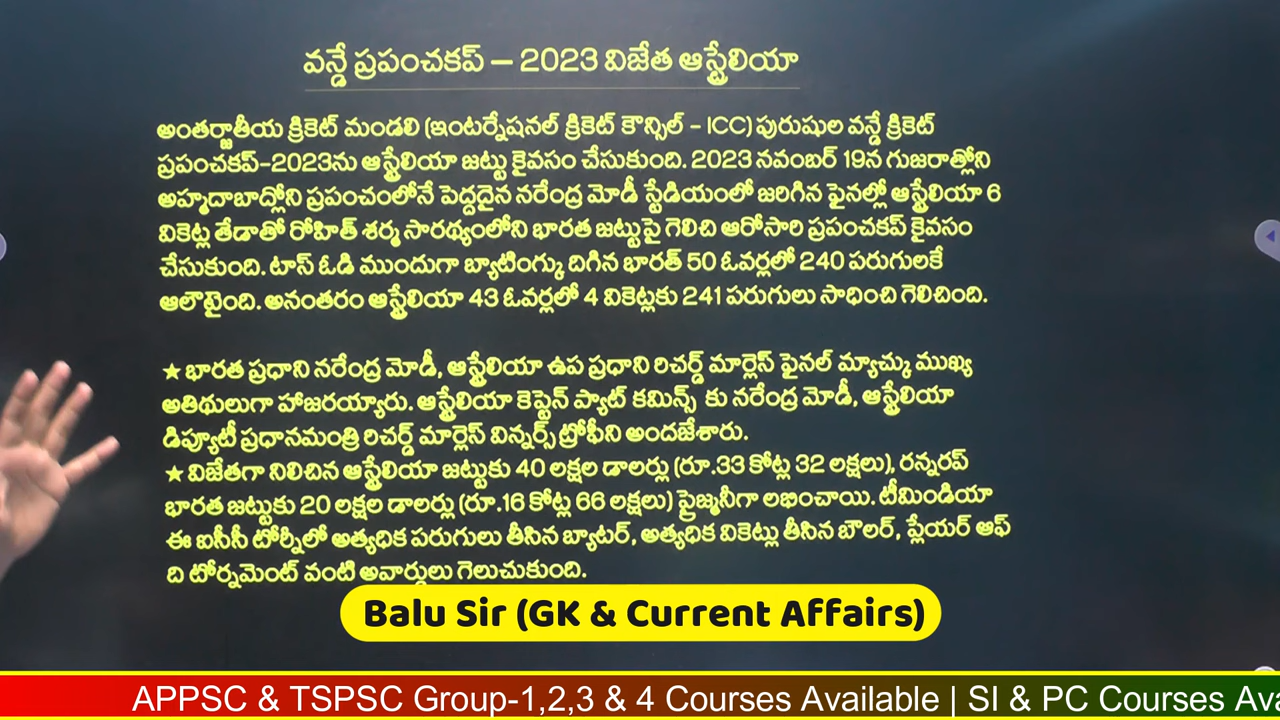 వన్డే ప్రపంచకప్ – 2023 విజేత ఆస్ట్రేలియా
అంతర్జాతీయ క్రికెట్ మండలి (ఇంటర్నేషనల్ క్రికెట్ కౌన్సిల్ - ICC) పురుషుల వన్డే క్రికెట్
ప్రపంచకప్-2023ను ఆస్ట్రేలియా జట్టు కైవసం చేసుకుంది. 2023 నవంబర్ 19న గుజరాత్లోని
అహ్మదాబాద్లోని ప్రపంచంలోనే పెద్దదైన నరేంద్ర మోడీ స్టేడియంలో జరిగిన ఫైనల్లో ఆస్ట్రేలియా 6
వికెట్ల తేడాతో రోహిత్ శర్మ సారథ్యంలోని భారత జట్టుపై గెలిచి ఆరోసారి ప్రపంచకప్ కైవసం
చేసుకుంది. టాస్ ఓడి ముందుగా బ్యాటింగ్కు దిగిన భారత్ 50 ఓవర్లలో 240 పరుగులకే
ఆలౌటైంది. అనంతరం ఆస్ట్రేలియా 43 ఓవర్లలో 4 వికెట్లకు 241 పరుగులు సాధించి గెలిచింది.
★ భారత ప్రధాని నరేంద్ర మోడీ, ఆస్ట్రేలియా ఉప ప్రధాని రిచర్డ్ మార్లెస్ ఫైనల్ మ్యాచ్కు ముఖ్య
అతిథులుగా హాజరయ్యారు. ఆస్ట్రేలియా కెప్టెన్ ప్యాట్ కమిన్స్ కు నరేంద్ర మోడీ, ఆస్ట్రేలియా
డిప్యూటీ ప్రధానమంత్రి రిచర్డ్ మార్లెస్ విన్నర్స్ ట్రోఫీని అందజేశారు.
★ విజేతగా నిలిచిన ఆస్ట్రేలియా జట్టుకు 40 లక్షల డాలర్లు (రూ.33 కోట్ల 32 లక్షలు), రన్నరప్
భారత జట్టుకు 20 లక్షల డాలర్లు (రూ.16 కోట్ల 66 లక్షలు) ప్రైజ్మనీగా లభించాయి. టీమిండియా
ఈ ఐసీసీ టోర్నీలో అత్యధిక పరుగులు తీసిన బ్యాటర్, అత్యధిక వికెట్లు తీసిన బౌలర్, ప్లేయర్ ఆఫ్
ది టోర్నమెంట్ వంటి అవార్డులు గెలుచుకుంది.
Balu Sir (GK & Current Affairs)
APPSC & TSPSC Group-1,2,3 & 4 Courses Available | SI & PC Courses Ava